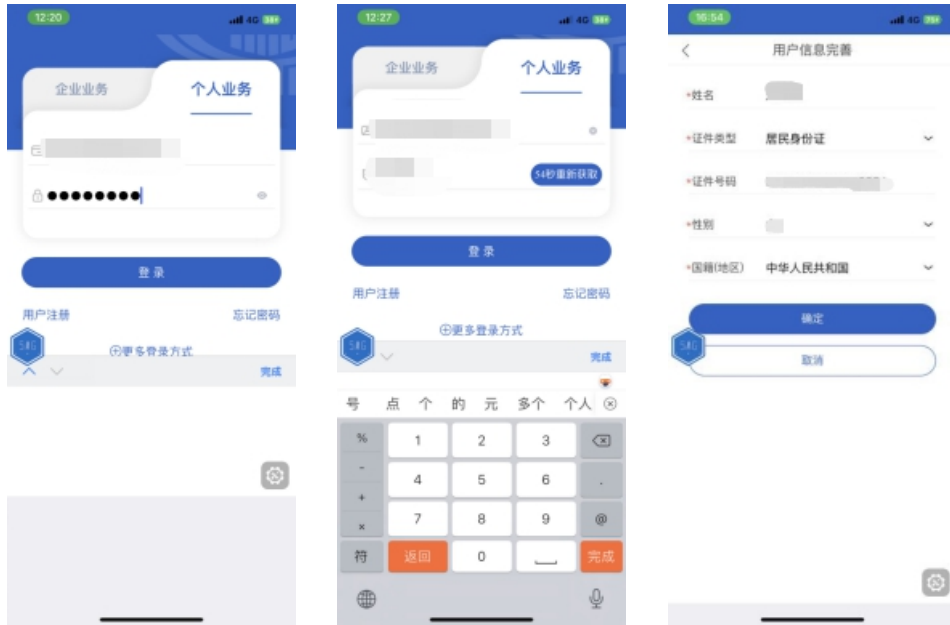 12:20
4G
企业业务
个人业务
登录
用户注册
忘记密码
更多登录方式
完成
12:27
4G
企业业务
个人业务
54秒重新获取
登录
用户注册
忘记密码
更多登录方式
完成
号 点 个 的 元 多个 个人
% 1 2 3
- 4 5 6 .
+
× 7 8 9 @
符 返回 0 完成
16:54
4G
用户信息完善
*姓名
*证件类型 居民身份证
*证件号码
*性别
*国籍(地区) 中华人民共和国
确定
取消